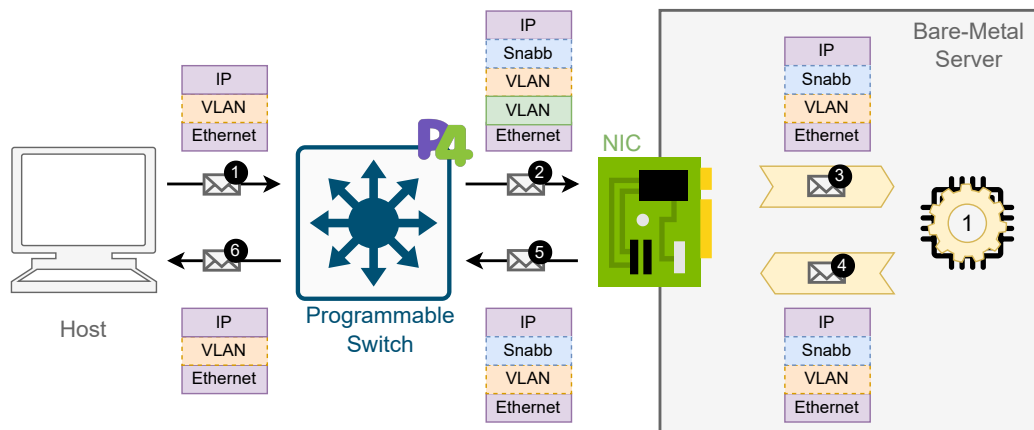 IP
VLAN
Ethernet
IP
Snabb
VLAN
VLAN
Ethernet
IP
Snabb
VLAN
Ethernet
Bare-Metal
Server
P4
NIC
1
2
3
1
6
5
4
Host
Programmable
Switch
IP
VLAN
Ethernet
IP
Snabb
VLAN
Ethernet
IP
Snabb
VLAN
Ethernet